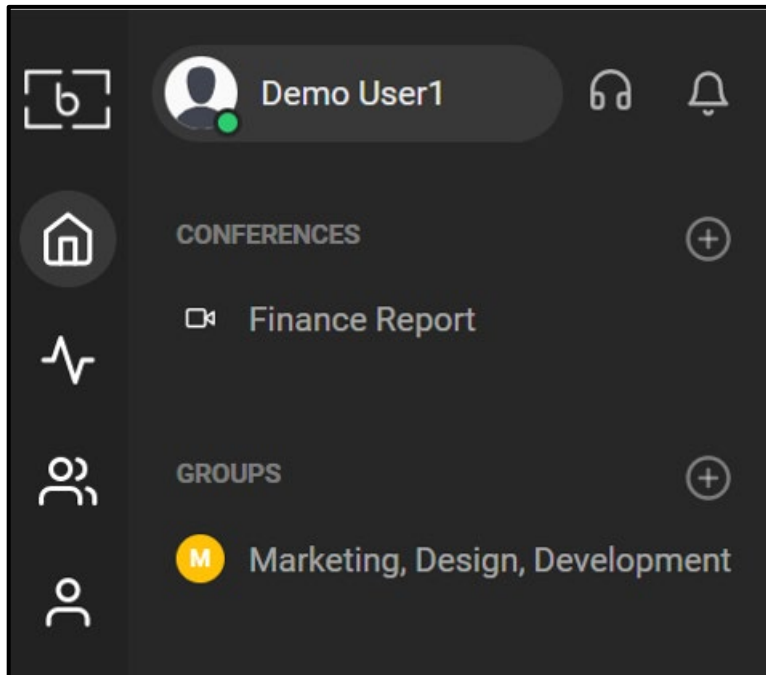 b
Demo User1
CONFERENCES
Finance Report
GROUPS
M
Marketing, Design, Development